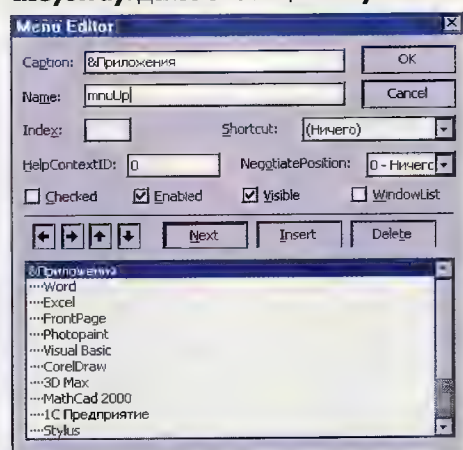 Menu Editor
Caption: &Приложения OK
Name: mnuUp Cancel
Index: Shortcut: (Ничего)
HelpContextID: 0 NegotiatePosition: 0 - Ничегс
Checked Enabled Visible WindowList
Next Insert Delete
&Приложения
····Word
····Excel
····FrontPage
····Photopaint
····Visual Basic
····CorelDraw
····3D Max
····MathCad 2000
····1С Предприятие
····Stylus